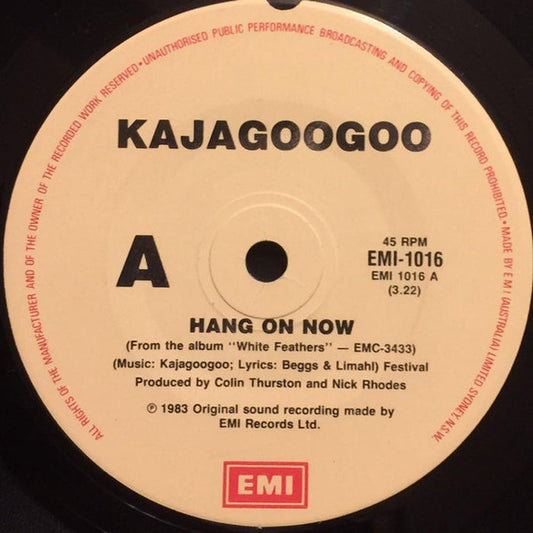 ALL RIGHTS OF THE MANUFACTURER AND OF THE OWNER OF THE RECORDED WORK RESERVED • UNAUTHORISED PUBLIC PERFORMANCE BROADCASTING AND COPYING OF THIS RECORD PROHIBITED • MADE BY E M I (AUSTRALIA) LIMITED SYDNEY N.S.W.
KAJAGOOGOO
A
45 RPM
EMI-1016
EMI 1016 A
(3.22)
HANG ON NOW
(From the album "White Feathers" — EMC-3433)
(Music: Kajagoogoo; Lyrics: Beggs & Limahl) Festival
Produced by Colin Thurston and Nick Rhodes
℗ 1983 Original sound recording made by
EMI Records Ltd.
EMI